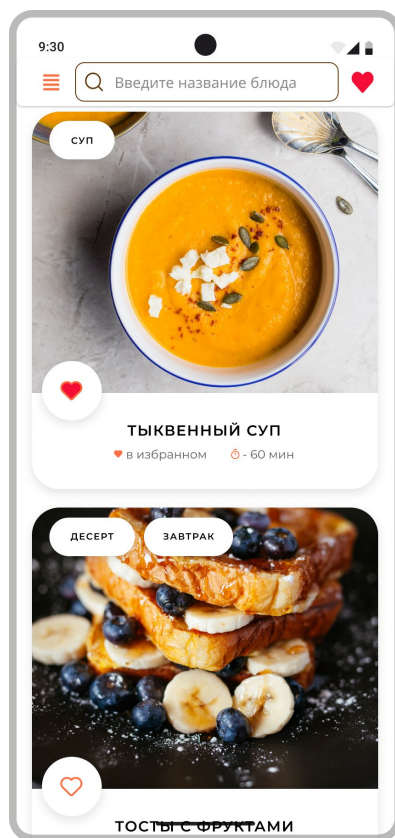 9:30
Введите название блюда
СУП
ТЫКВЕННЫЙ СУП
в избранном - 60 мин
ДЕСЕРТ ЗАВТРАК
ТОСТЫ С ФРУКТАМИ